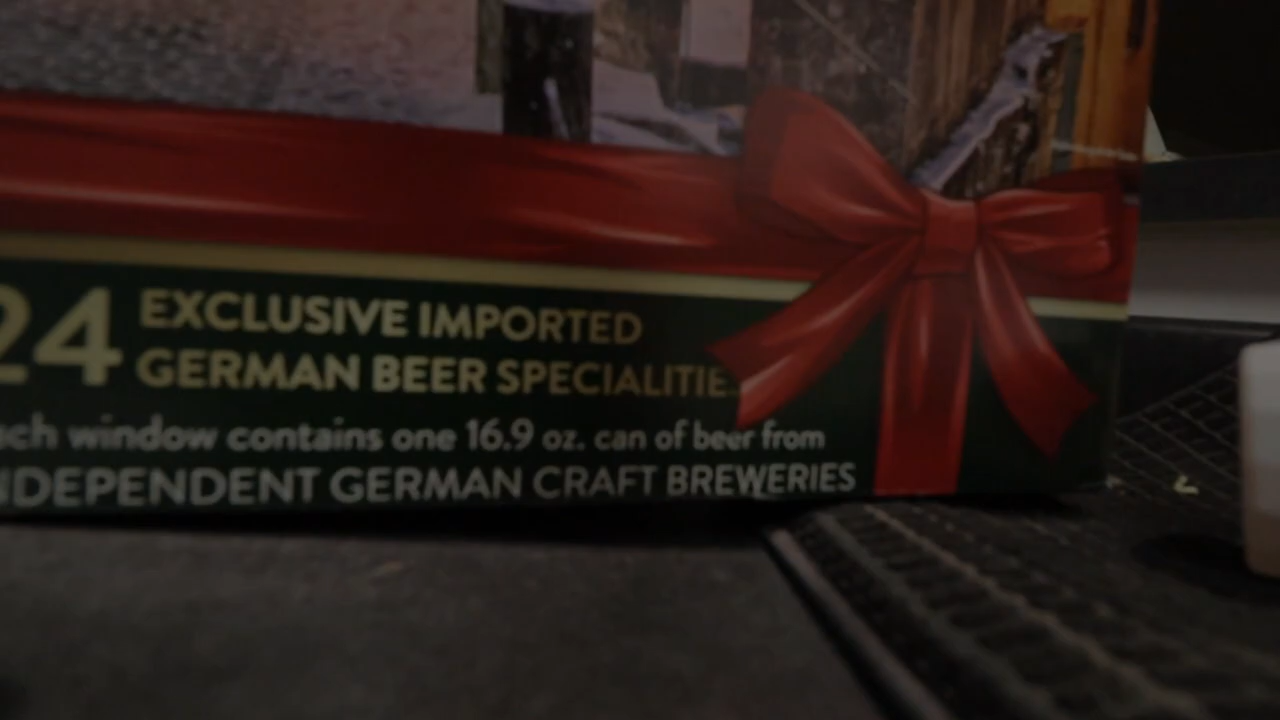 24 EXCLUSIVE IMPORTED
GERMAN BEER SPECIALITIE
ach window contains one 16.9 oz. can of beer from
NDEPENDENT GERMAN CRAFT BREWERIES